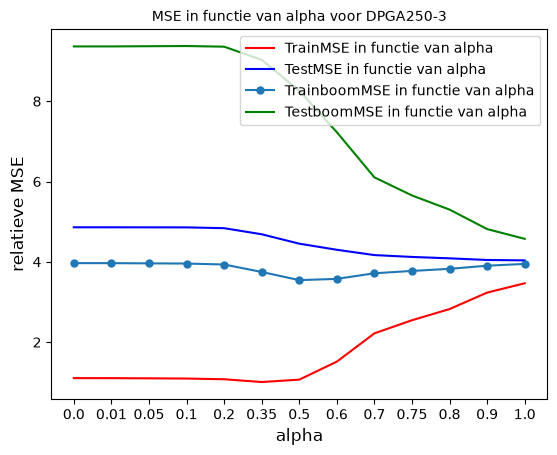 MSE in functie van alpha voor DPGA250-3
TrainMSE in functie van alpha
TestMSE in functie van alpha
TrainboomMSE in functie van alpha
TestboomMSE in functie van alpha
relatieve MSE
8
6
4
2
0.0 0.01 0.05 0.1 0.2 0.35 0.5 0.6 0.7 0.75 0.8 0.9 1.0
alpha